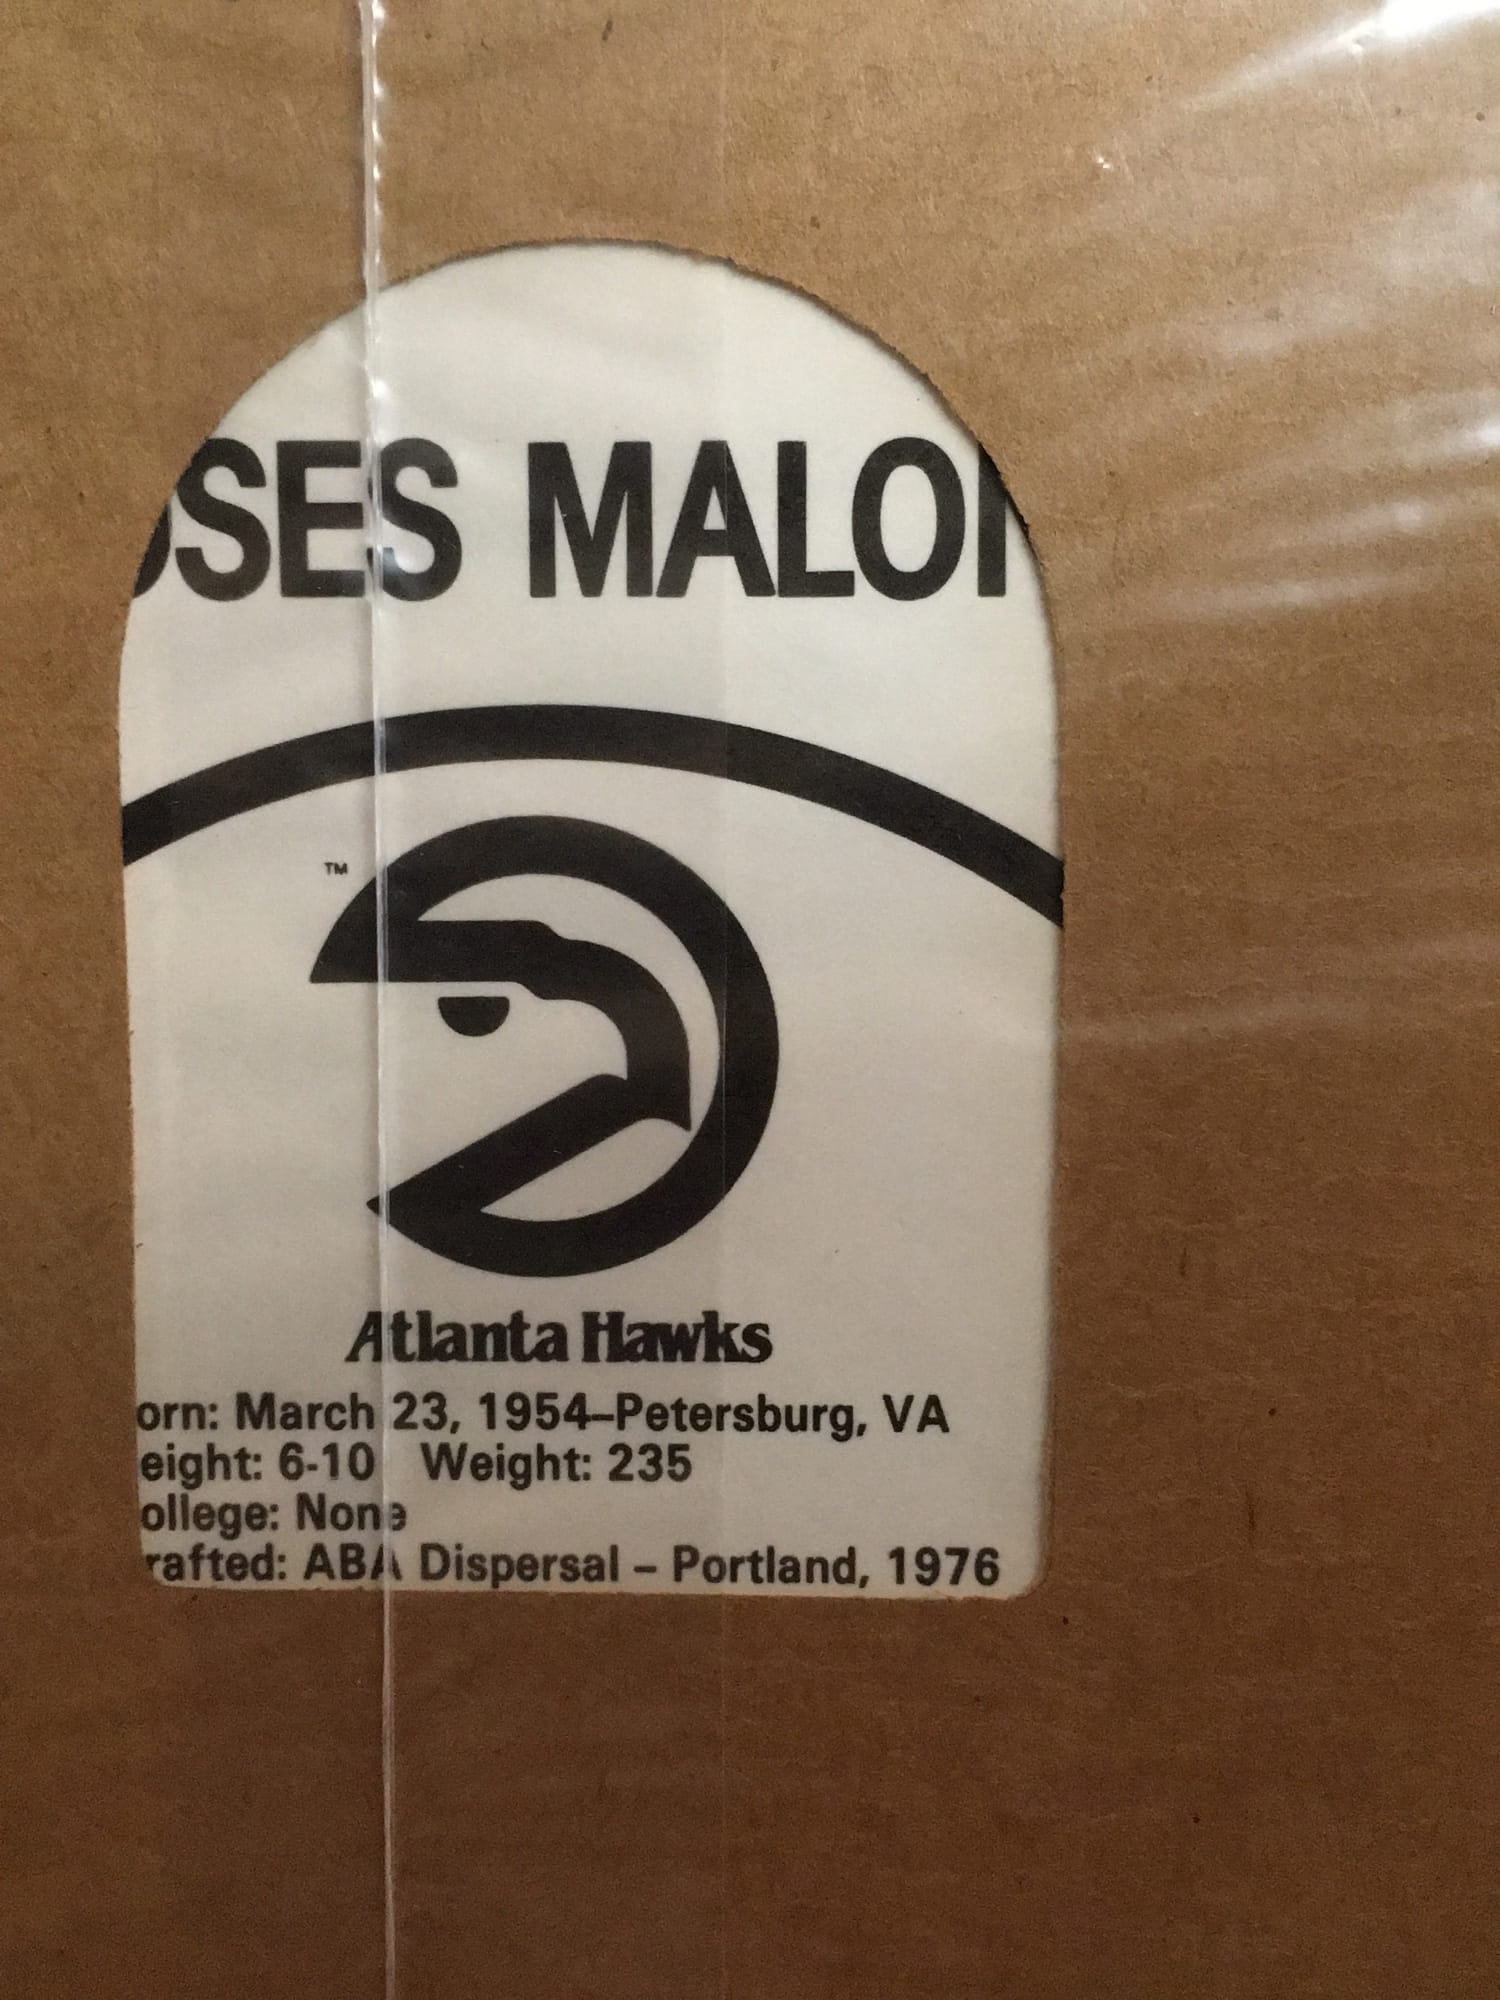 OSES MALON
™
Atlanta Hawks
orn: March 23, 1954–Petersburg, VA
eight: 6-10 Weight: 235
ollege: None
rafted: ABA Dispersal – Portland, 1976